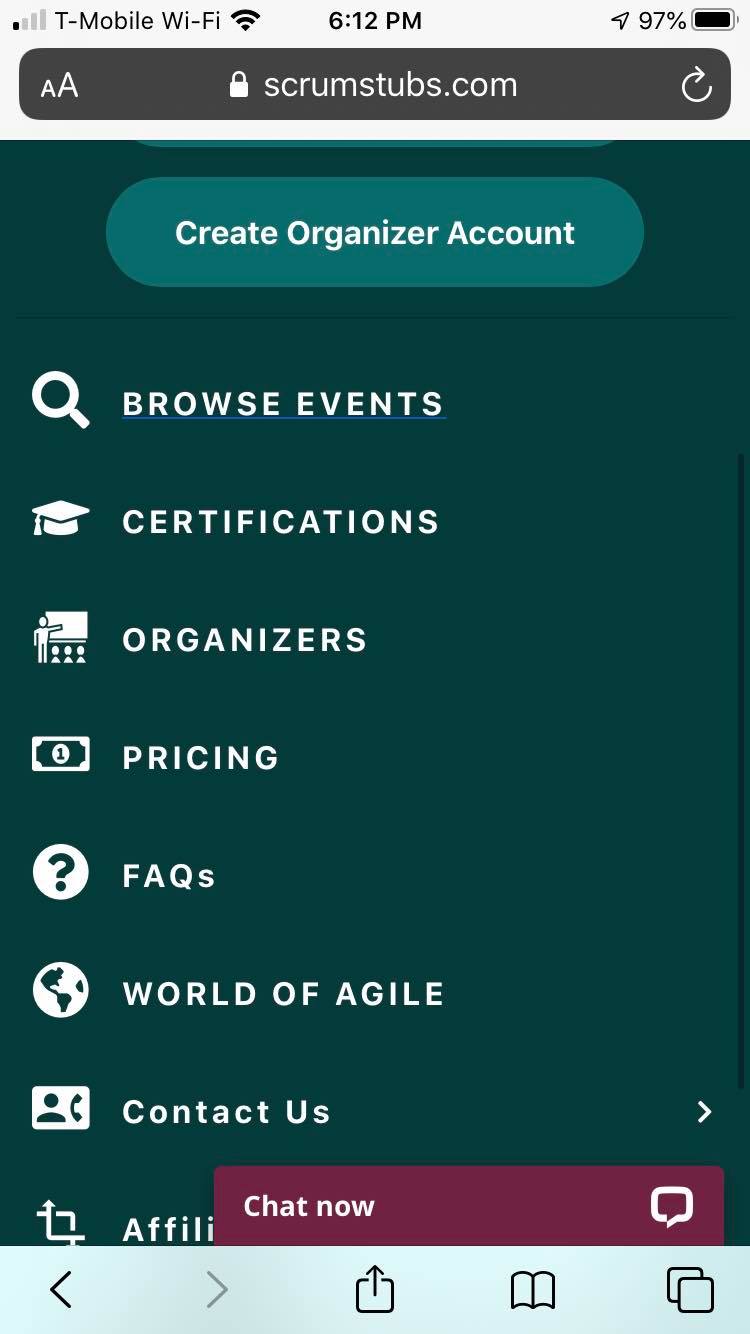 T-Mobile Wi-Fi 6:12 PM 97%
AA scrumstubs.com
Create Organizer Account
BROWSE EVENTS
CERTIFICATIONS
ORGANIZERS
1 PRICING
? FAQs
WORLD OF AGILE
Contact Us
Affili
Chat now